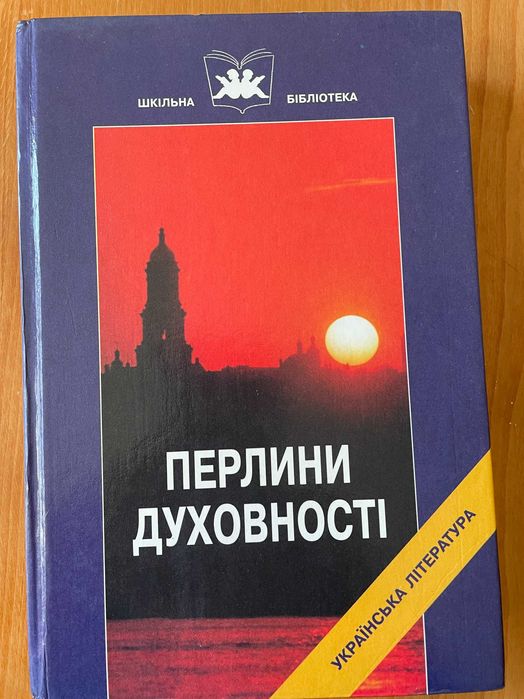 ШКІЛЬНА БІБЛІОТЕКА
ПЕРЛИНИ
ДУХОВНОСТІ
УКРАЇНСЬКА ЛІТЕРАТУРА